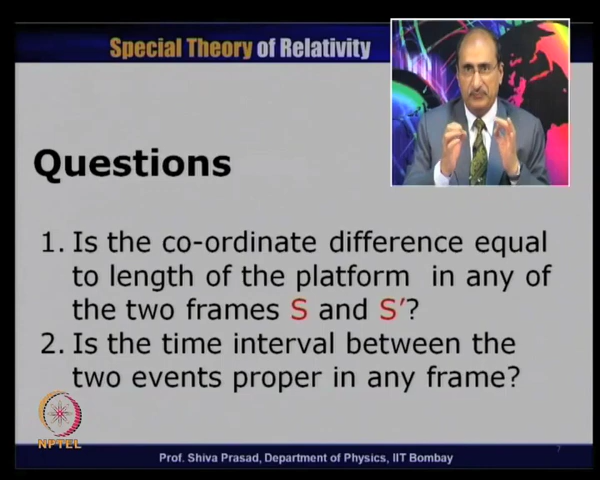 Special Theory of Relativity
Questions
1. Is the co-ordinate difference equal
to length of the platform in any of
the two frames S and S′?
2. Is the time interval between the
two events proper in any frame?
NPTEL
Prof. Shiva Prasad, Department of Physics, IIT Bombay
7